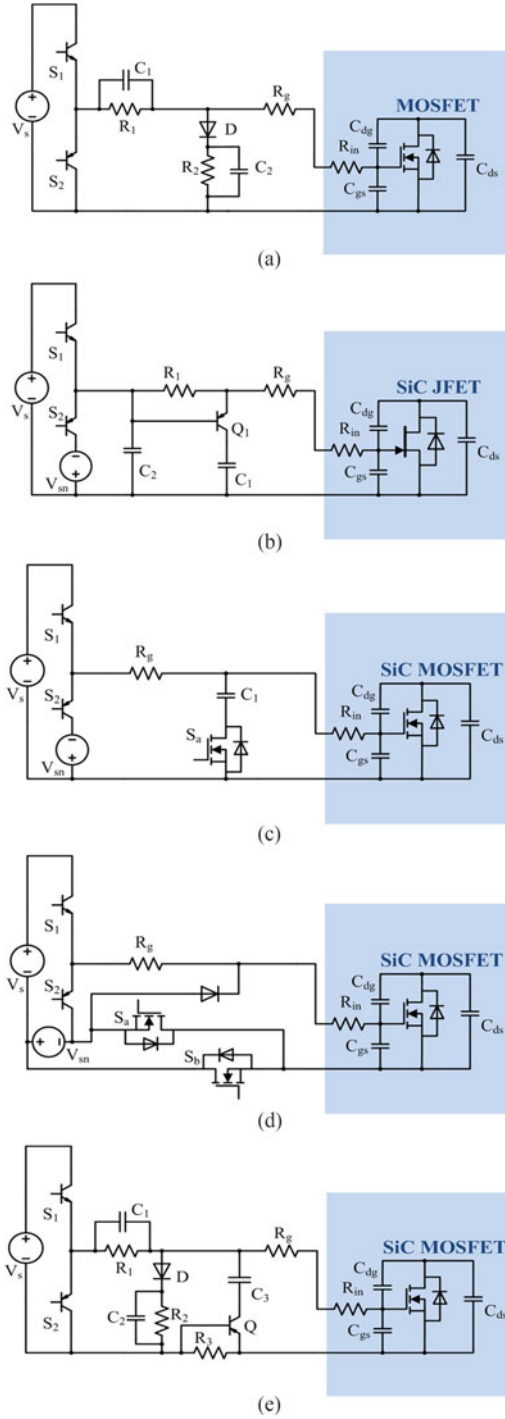 S1
C1
Vs
R1
Rg
D
R2
C2
S2
MOSFET
Cdg
Rin
Cgs
Cds
(a)
S1
R1
Rg
Vs
S2
Q1
C2
C1
Vsn
SiC JFET
Cdg
Rin
Cgs
Cds
(b)
S1
Rg
Vs
S2
C1
Sa
Vsn
SiC MOSFET
Cdg
Rin
Cgs
Cds
(c)
S1
Rg
Vs
S2
Sa
Vsn
Sb
SiC MOSFET
Cdg
Rin
Cgs
Cds
(d)
S1
C1
Vs
R1
Rg
D
C3
C2
R2
Q
S2
R3
SiC MOSFET
Cdg
Rin
Cgs
Cds
(e)